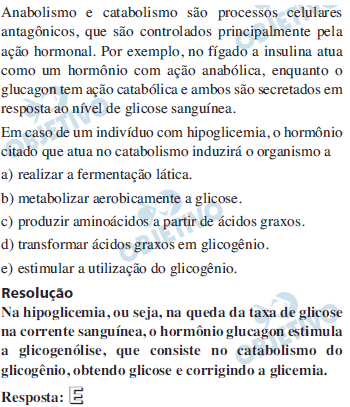 Anabolismo e catabolismo são processos celulares
antagônicos, que são controlados principalmente pela
ação hormonal. Por exemplo, no fígado a insulina atua
como um hormônio com ação anabólica, enquanto o
glucagon tem ação catabólica e ambos são secretados em
resposta ao nível de glicose sanguínea.
Em caso de um indivíduo com hipoglicemia, o hormônio
citado que atua no catabolismo induzirá o organismo a
a) realizar a fermentação lática.
b) metabolizar aerobicamente a glicose.
c) produzir aminoácidos a partir de ácidos graxos.
d) transformar ácidos graxos em glicogênio.
e) estimular a utilização do glicogênio.
Resolução
Na hipoglicemia, ou seja, na queda da taxa de glicose
na corrente sanguínea, o hormônio glucagon estimula
a glicogenólise, que consiste no catabolismo do
glicogênio, obtendo glicose e corrigindo a glicemia.
Resposta: E
OBJETIVO
OBJETIVO
OBJETIVO
OBJETIVO
OBJETIVO